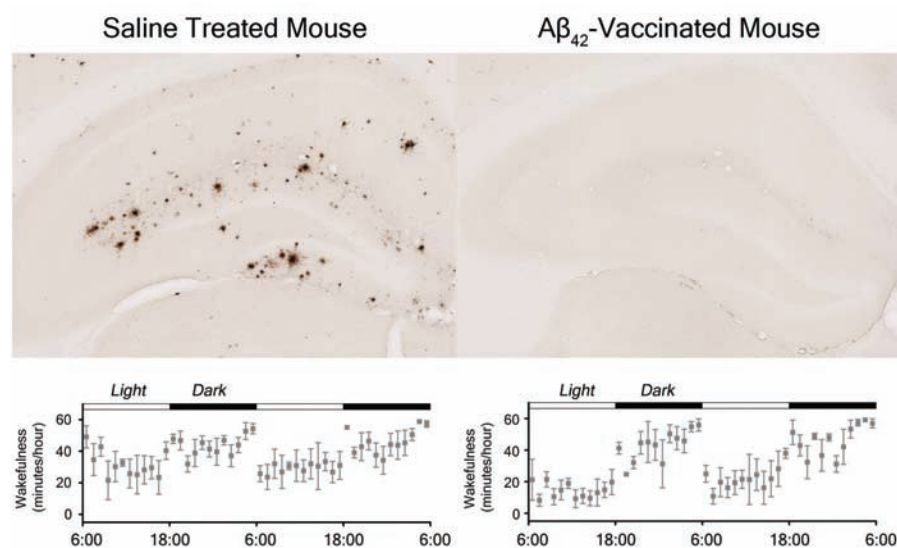 Saline Treated Mouse
Aβ₄₂-Vaccinated Mouse
Light Dark
Wakefulness
(minutes/hour)
60
40
20
0
6:00 18:00 6:00 18:00 6:00
Light Dark
Wakefulness
(minutes/hour)
60
40
20
0
6:00 18:00 6:00 18:00 6:00